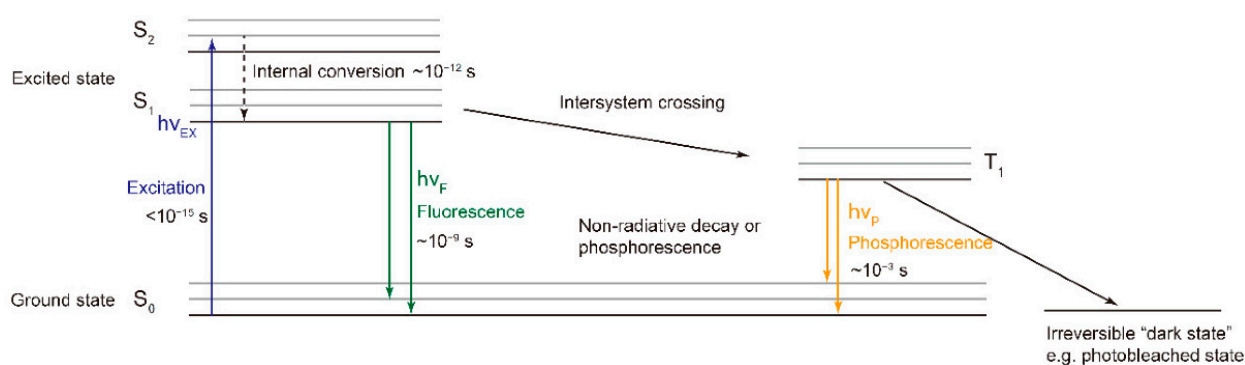 S2
Excited state
Internal conversion ~10⁻¹² s
S1
hνEX
Intersystem crossing
T1
Excitation
<10⁻¹⁵ s
hνF
Fluorescence
~10⁻⁹ s
Non-radiative decay or
phosphorescence
hνP
Phosphorescence
~10⁻³ s
Ground state
S0
Irreversible “dark state”
e.g. photobleached state